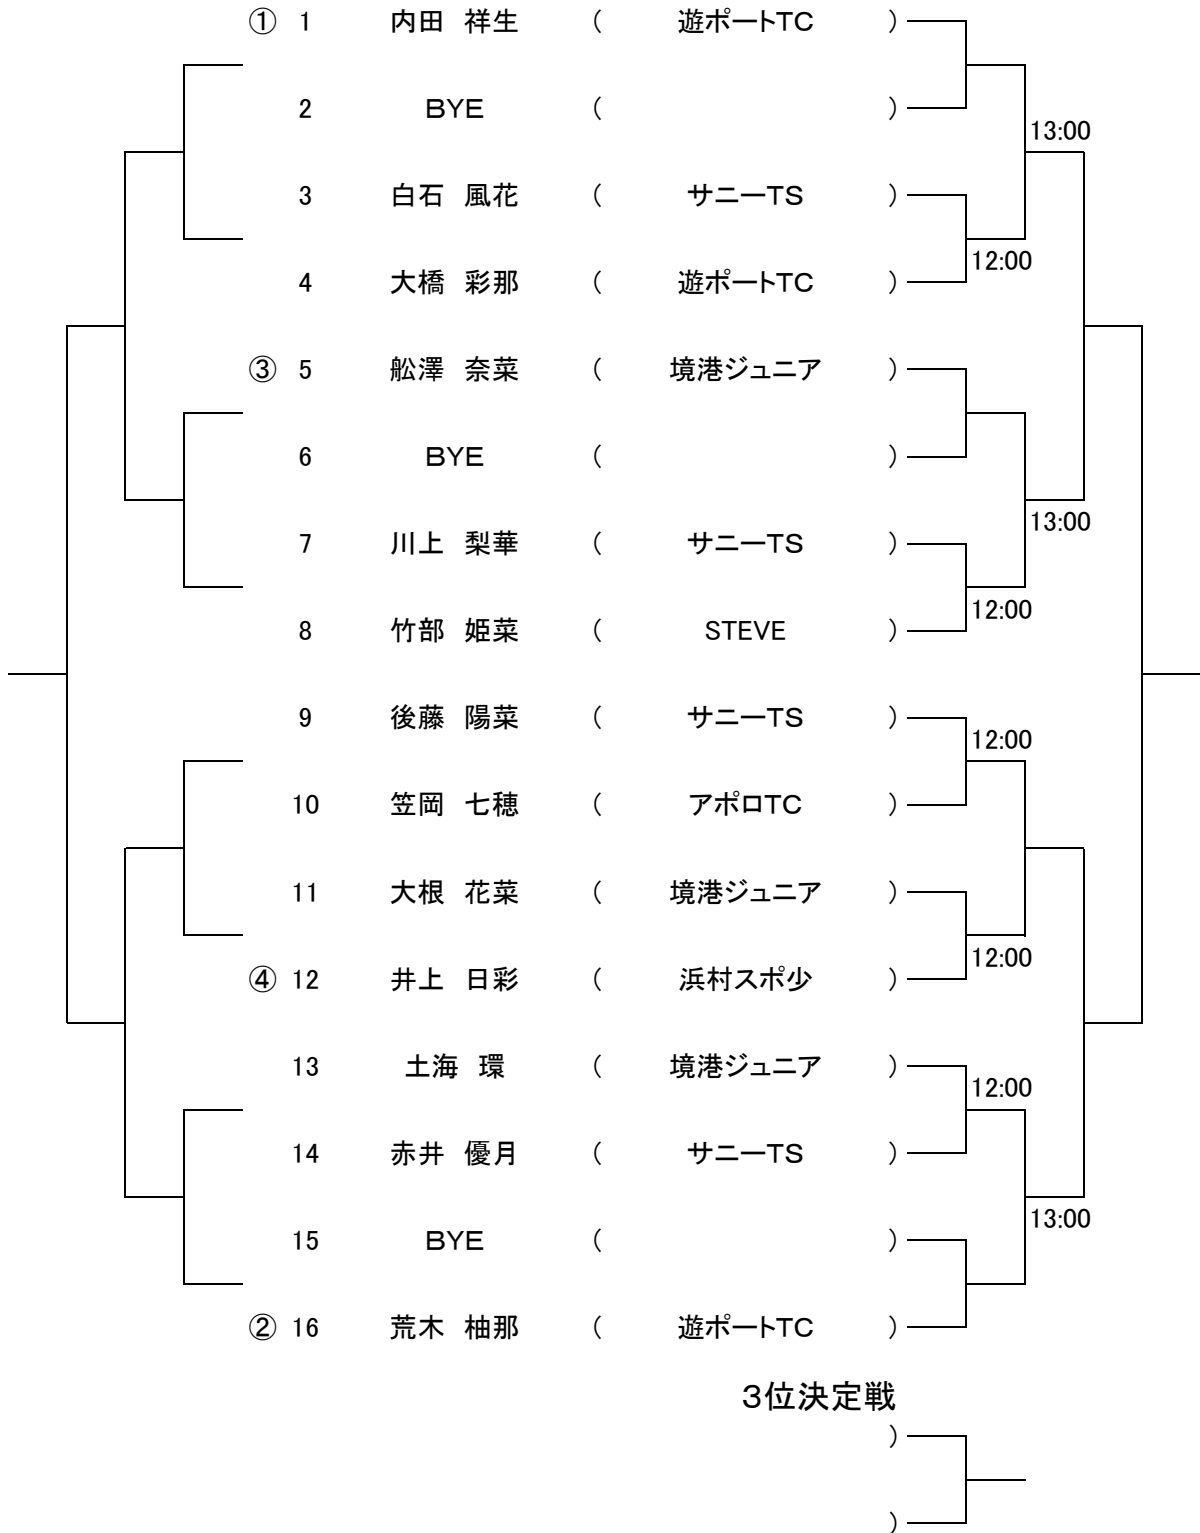 ① 1 内田 祥生 ( 遊ポートTC )
2 BYE ( )
13:00
3 白石 風花 ( サニーTS )
12:00
4 大橋 彩那 ( 遊ポートTC )
③ 5 舩澤 奈菜 ( 境港ジュニア )
6 BYE ( )
13:00
7 川上 梨華 ( サニーTS )
12:00
8 竹部 姫菜 ( STEVE )
9 後藤 陽菜 ( サニーTS )
12:00
10 笠岡 七穂 ( アポロTC )
11 大根 花菜 ( 境港ジュニア )
12:00
④ 12 井上 日彩 ( 浜村スポ少 )
13 土海 環 ( 境港ジュニア )
12:00
14 赤井 優月 ( サニーTS )
13:00
15 BYE ( )
② 16 荒木 柚那 ( 遊ポートTC )
3位決定戦
)
)